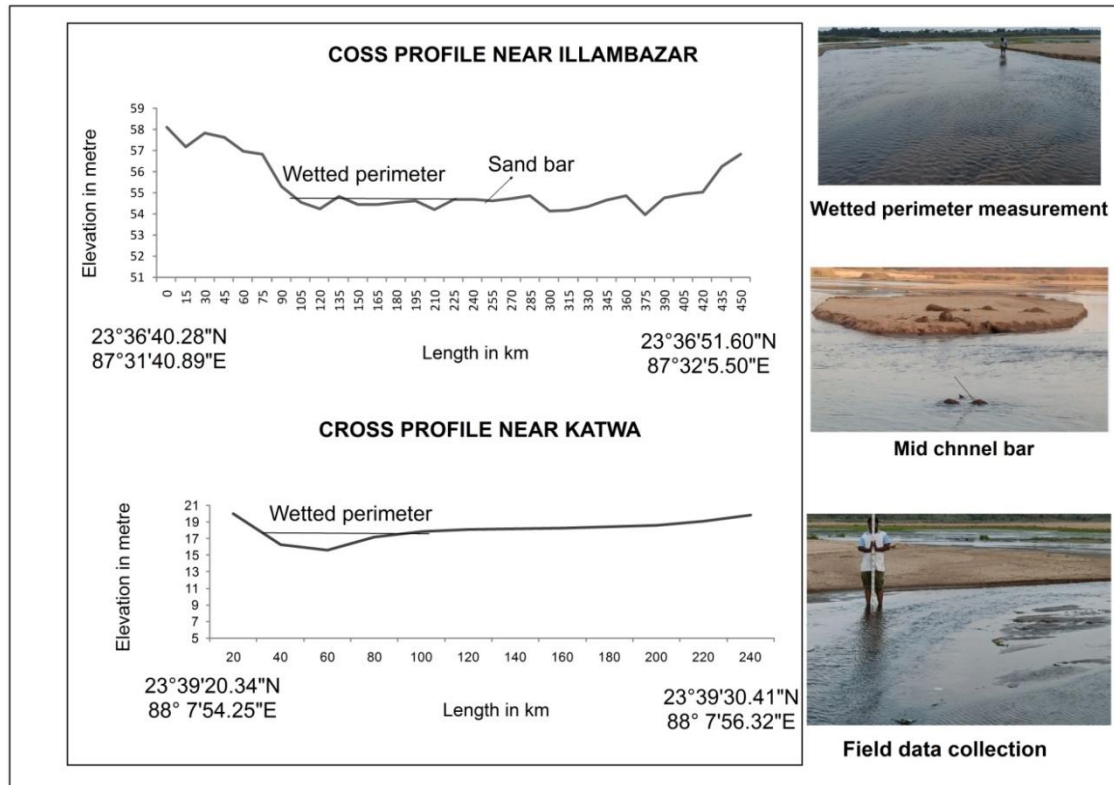 COSS PROFILE NEAR ILLAMBAZAR
Elevation in metre
59
58
57
56
55
54
53
52
51
Wetted perimeter
Sand bar
0 15 30 45 60 75 90 105 120 135 150 165 180 195 210 225 240 255 270 285 300 315 330 345 360 375 390 405 420 435 450
23°36'40.28"N
87°31'40.89"E
Length in km
23°36'51.60"N
87°32'5.50"E
CROSS PROFILE NEAR KATWA
Elevation in metre
21
19
17
15
13
11
9
7
5
Wetted perimeter
20 40 60 80 100 120 140 160 180 200 220 240
23°39'20.34"N
88° 7'54.25"E
Length in km
23°39'30.41"N
88° 7'56.32"E
Wetted perimeter measurement
Mid chnnel bar
Field data collection